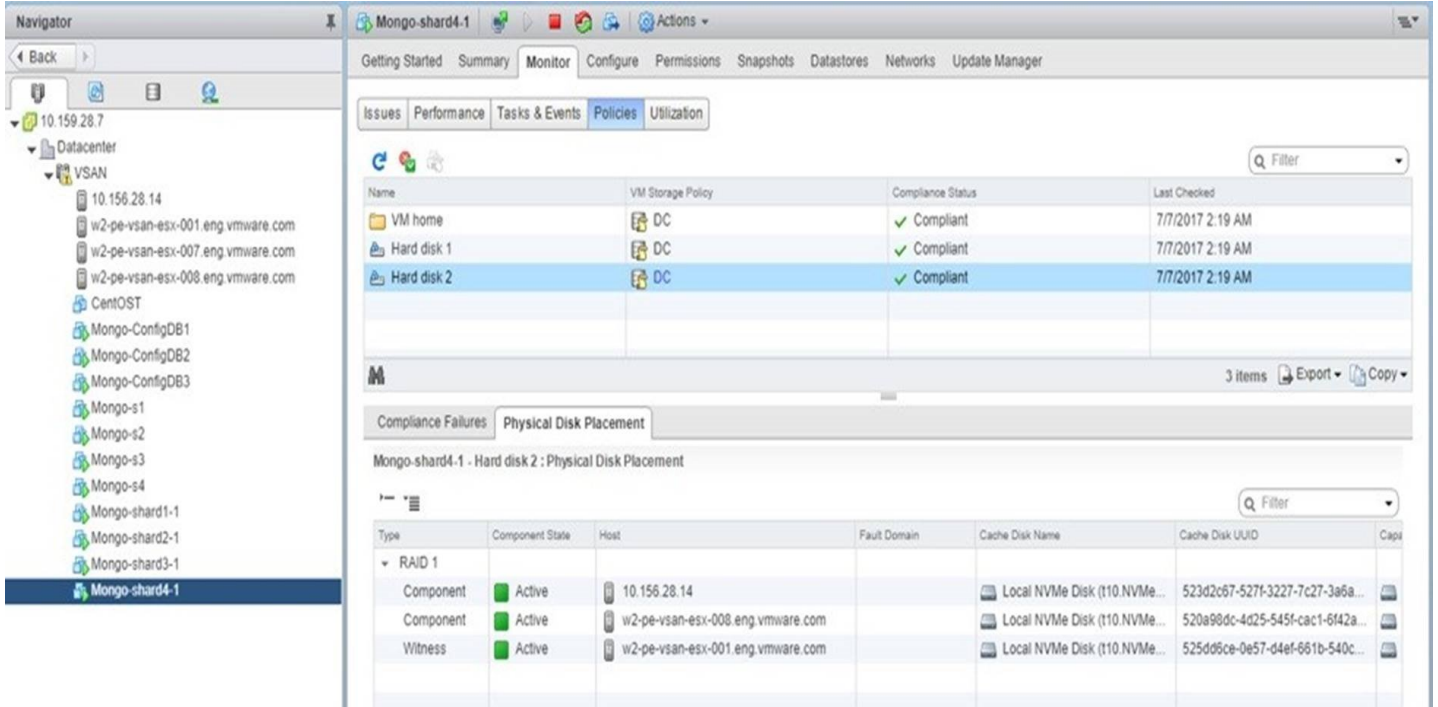 Navigator
Back
10.159.28.7
Datacenter
VSAN
10.156.28.14
w2-pe-vsan-esx-001.eng.vmware.com
w2-pe-vsan-esx-007.eng.vmware.com
w2-pe-vsan-esx-008.eng.vmware.com
CentOST
Mongo-ConfigDB1
Mongo-ConfigDB2
Mongo-ConfigDB3
Mongo-s1
Mongo-s2
Mongo-s3
Mongo-s4
Mongo-shard1-1
Mongo-shard2-1
Mongo-shard3-1
Mongo-shard4-1
Mongo-shard4-1 Actions
Getting Started Summary Monitor Configure Permissions Snapshots Datastores Networks Update Manager
Issues Performance Tasks & Events Policies Utilization
Filter
Name VM Storage Policy Compliance Status Last Checked
VM home DC Compliant 7/7/2017 2:19 AM
Hard disk 1 DC Compliant 7/7/2017 2:19 AM
Hard disk 2 DC Compliant 7/7/2017 2:19 AM
3 items Export Copy
Compliance Failures Physical Disk Placement
Mongo-shard4-1 - Hard disk 2 : Physical Disk Placement
Filter
Type Component State Host Fault Domain Cache Disk Name Cache Disk UUID Capa
RAID 1
Component Active 10.156.28.14 Local NVMe Disk (t10.NVMe... 523d2c67-527f-3227-7c27-3a6a...
Component Active w2-pe-vsan-esx-008.eng.vmware.com Local NVMe Disk (t10.NVMe... 520a98dc-4d25-545f-cac1-6f42a...
Witness Active w2-pe-vsan-esx-001.eng.vmware.com Local NVMe Disk (t10.NVMe... 525dd6ce-0e57-d4ef-661b-540c...